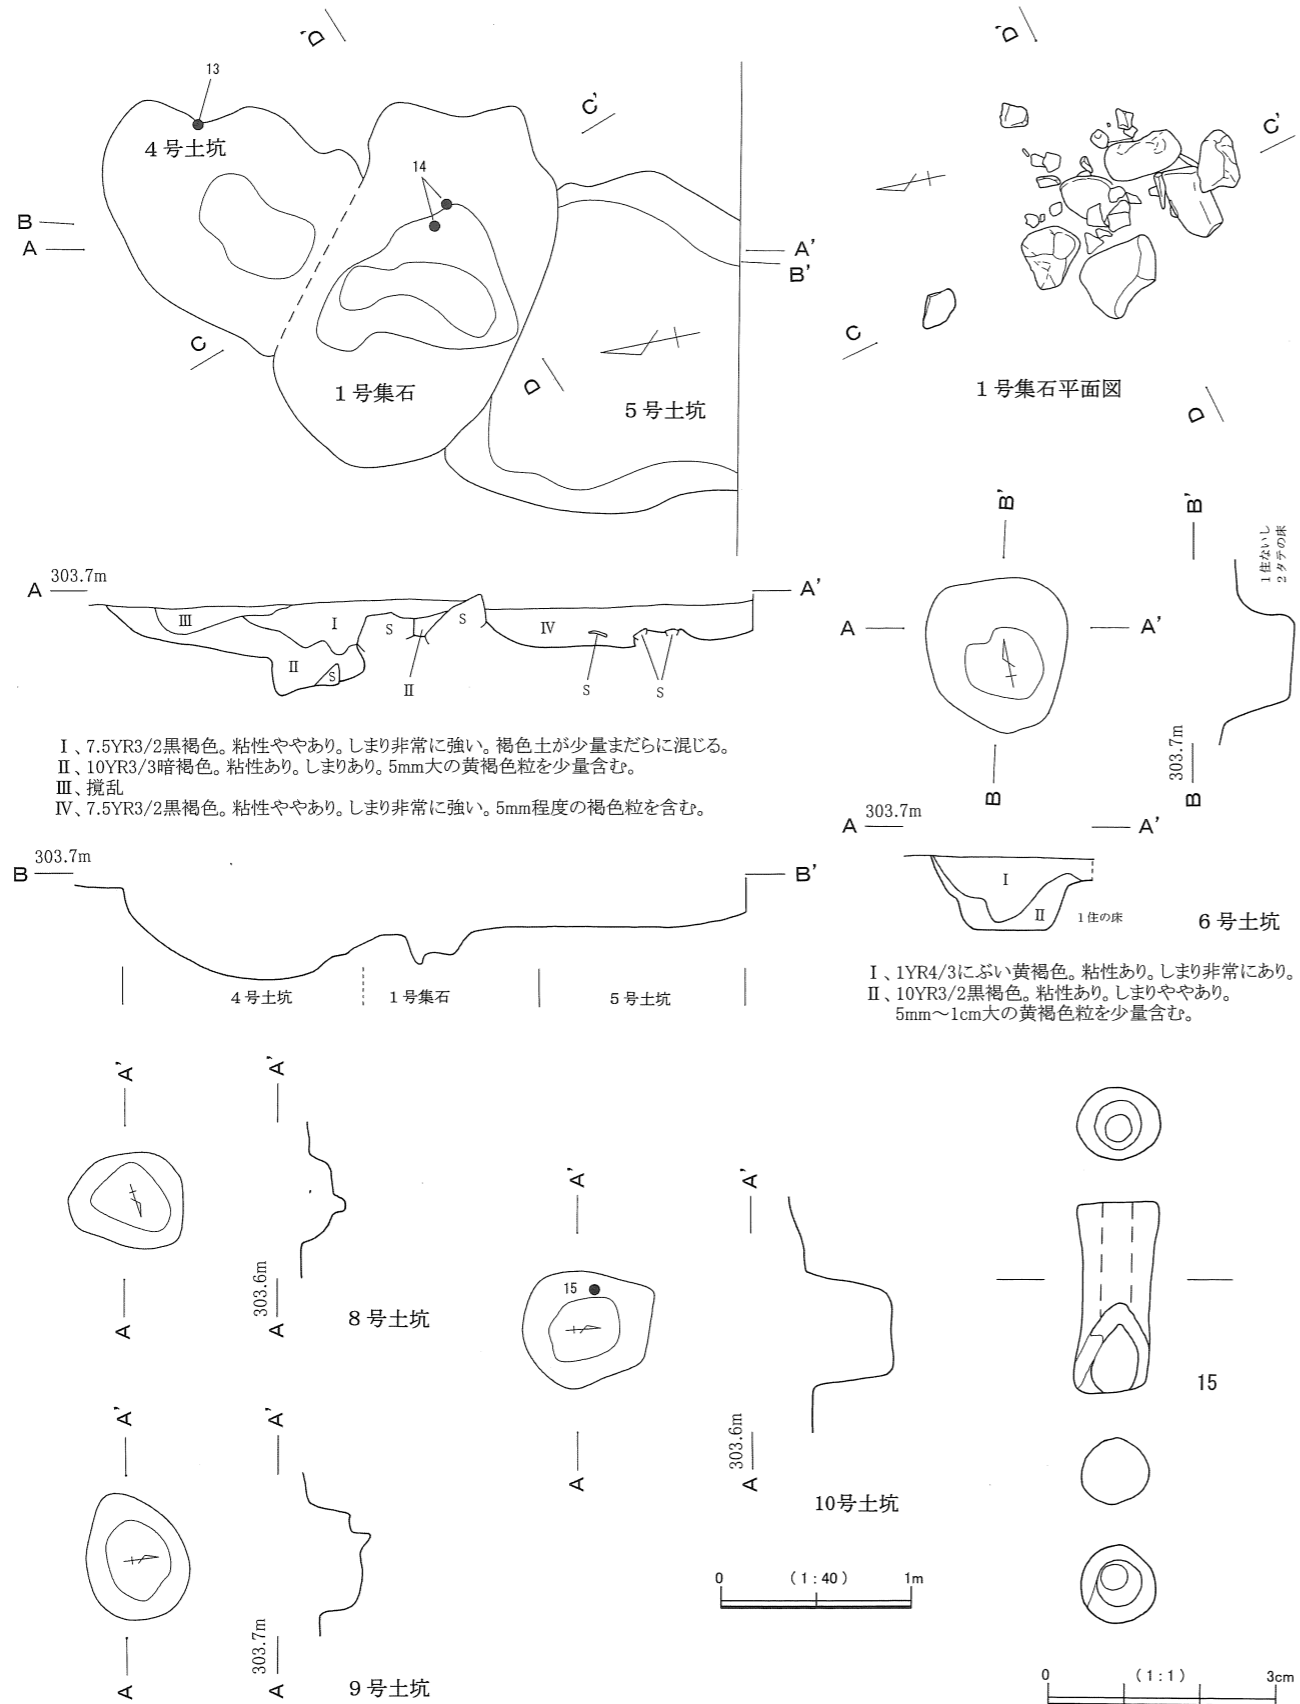 D'
13
C'
4号土坑
14
B
A
A'
B'
C
1号集石
D
5号土坑
D'
C'
C
1号集石平面図
D
A 303.7m
A'
Ⅲ
Ⅰ
S
S
Ⅳ
Ⅱ
S
Ⅱ
S
S
Ⅰ、7.5YR3/2黒褐色。粘性ややあり。しまり非常に強い。褐色土が少量まだらに混じる。
Ⅱ、10YR3/3暗褐色。粘性あり。しまりあり。5mm大の黄褐色粒を少量含む。
Ⅲ、撹乱
Ⅳ、7.5YR3/2黒褐色。粘性ややあり。しまり非常に強い。5mm程度の褐色粒を含む。
B 303.7m
B'
4号土坑
1号集石
5号土坑
B'
B'
1住ないし
2タテの床
A
A'
B
303.7m
B
A 303.7m
A'
Ⅰ
Ⅱ
1住の床
6号土坑
Ⅰ、1YR4/3にぶい黄褐色。粘性あり。しまり非常にあり。
Ⅱ、10YR3/2黒褐色。粘性あり。しまりややあり。
5mm～1cm大の黄褐色粒を少量含む。
A'
A'
A
303.6m
A
8号土坑
A'
A'
15
A
303.6m
A
10号土坑
15
A'
A'
A
303.7m
A
9号土坑
0 (1:40) 1m
0 (1:1) 3cm